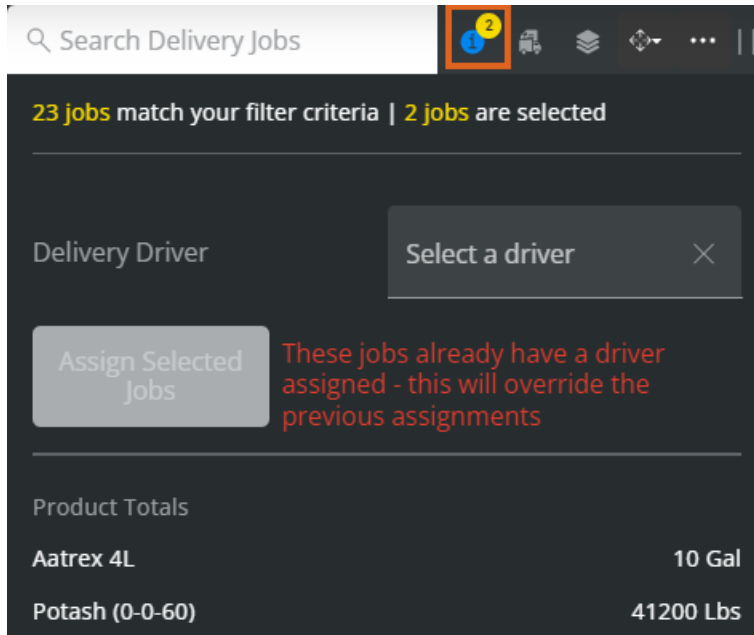 Search Delivery Jobs
i 2
23 jobs match your filter criteria | 2 jobs are selected
Delivery Driver
Select a driver
Assign Selected
Jobs
These jobs already have a driver
assigned - this will override the
previous assignments
Product Totals
Aatrex 4L 10 Gal
Potash (0-0-60) 41200 Lbs